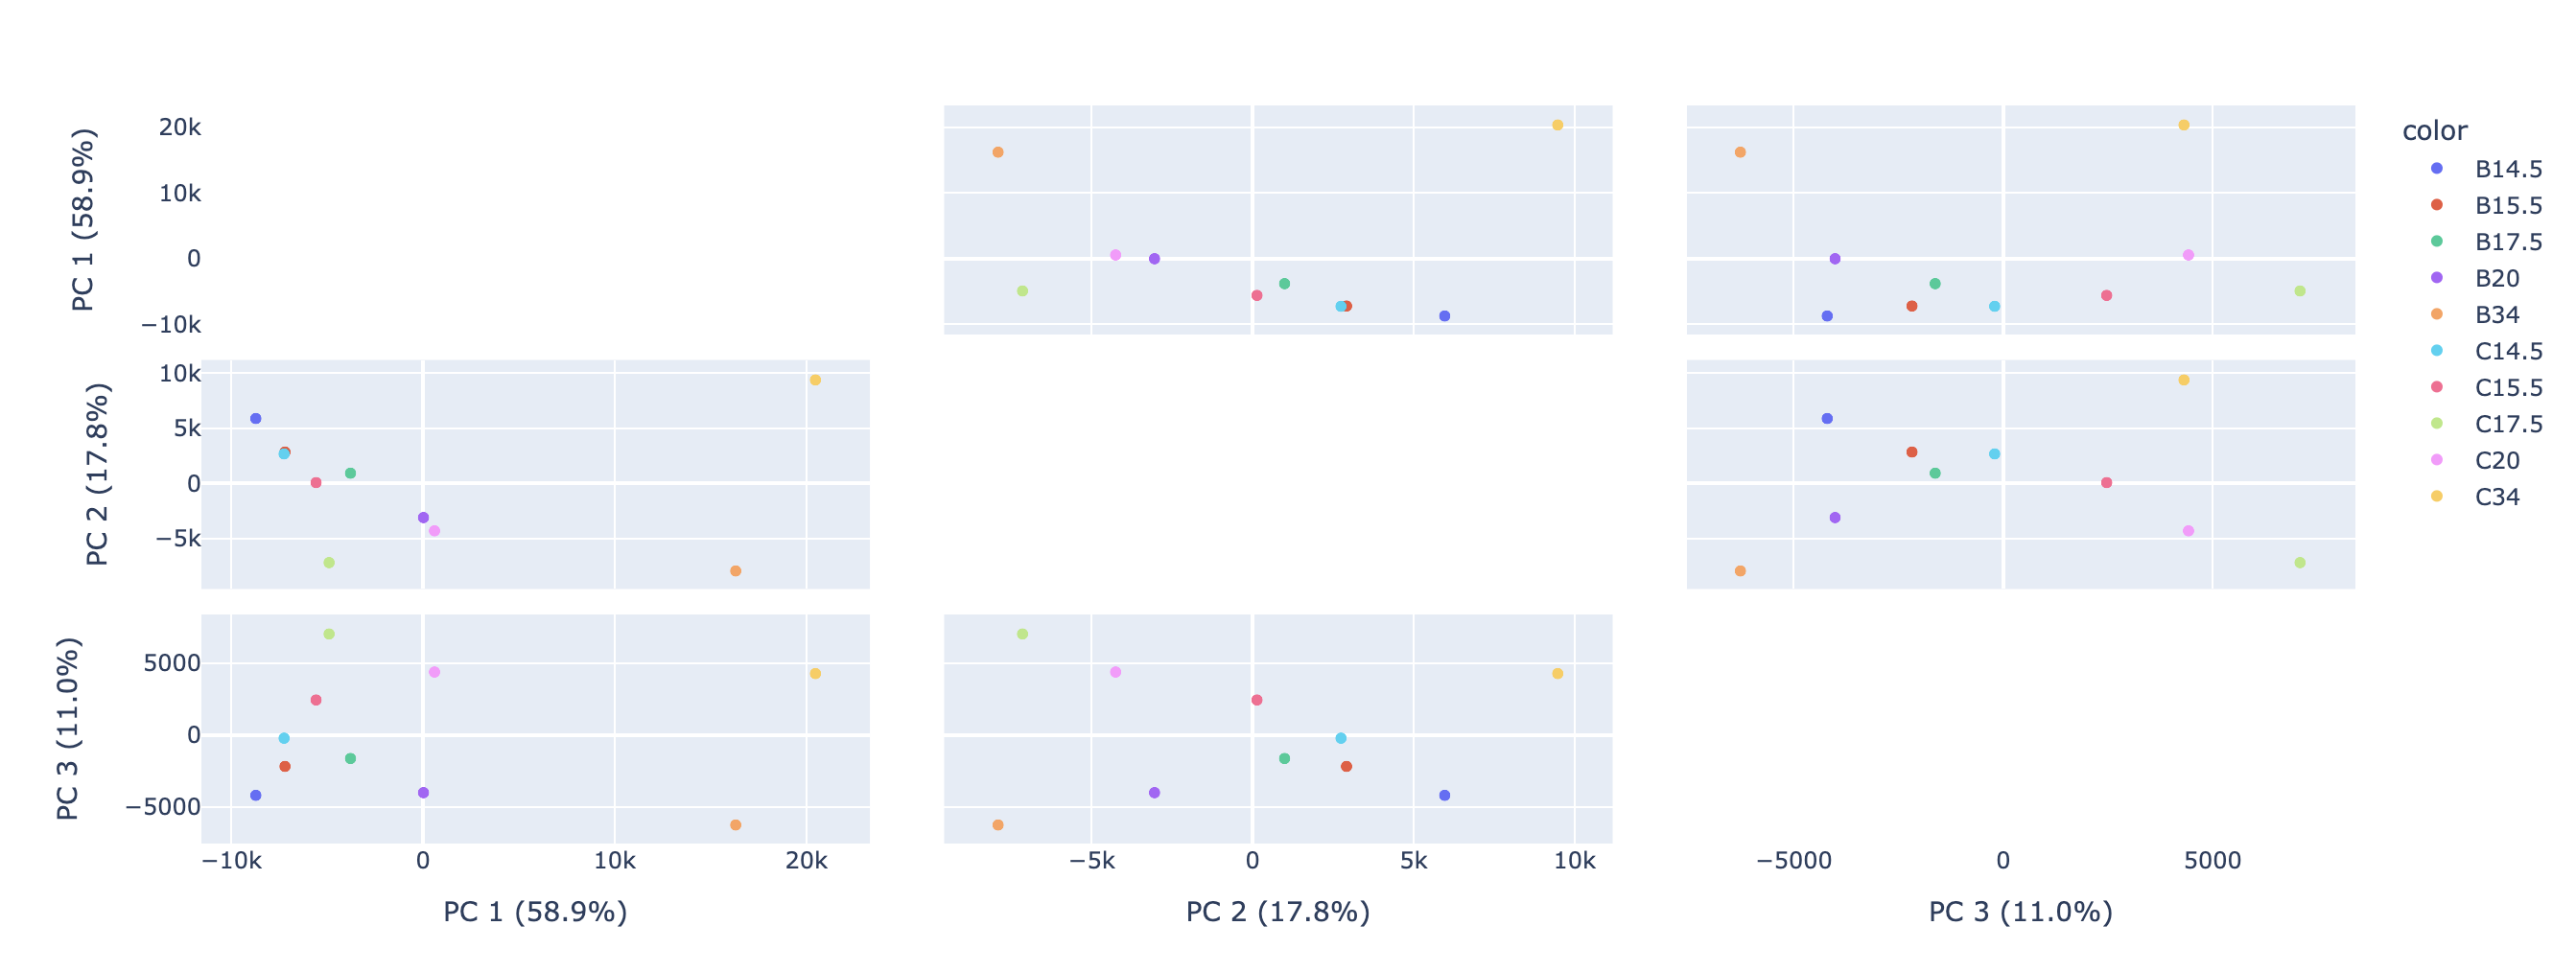 PC 1 (58.9%)
20k
10k
0
−10k
PC 2 (17.8%)
10k
5k
0
−5k
PC 3 (11.0%)
5000
0
−5000
−10k 0 10k 20k
−5k 0 5k 10k
−5000 0 5000
PC 1 (58.9%)
PC 2 (17.8%)
PC 3 (11.0%)
color
B14.5
B15.5
B17.5
B20
B34
C14.5
C15.5
C17.5
C20
C34